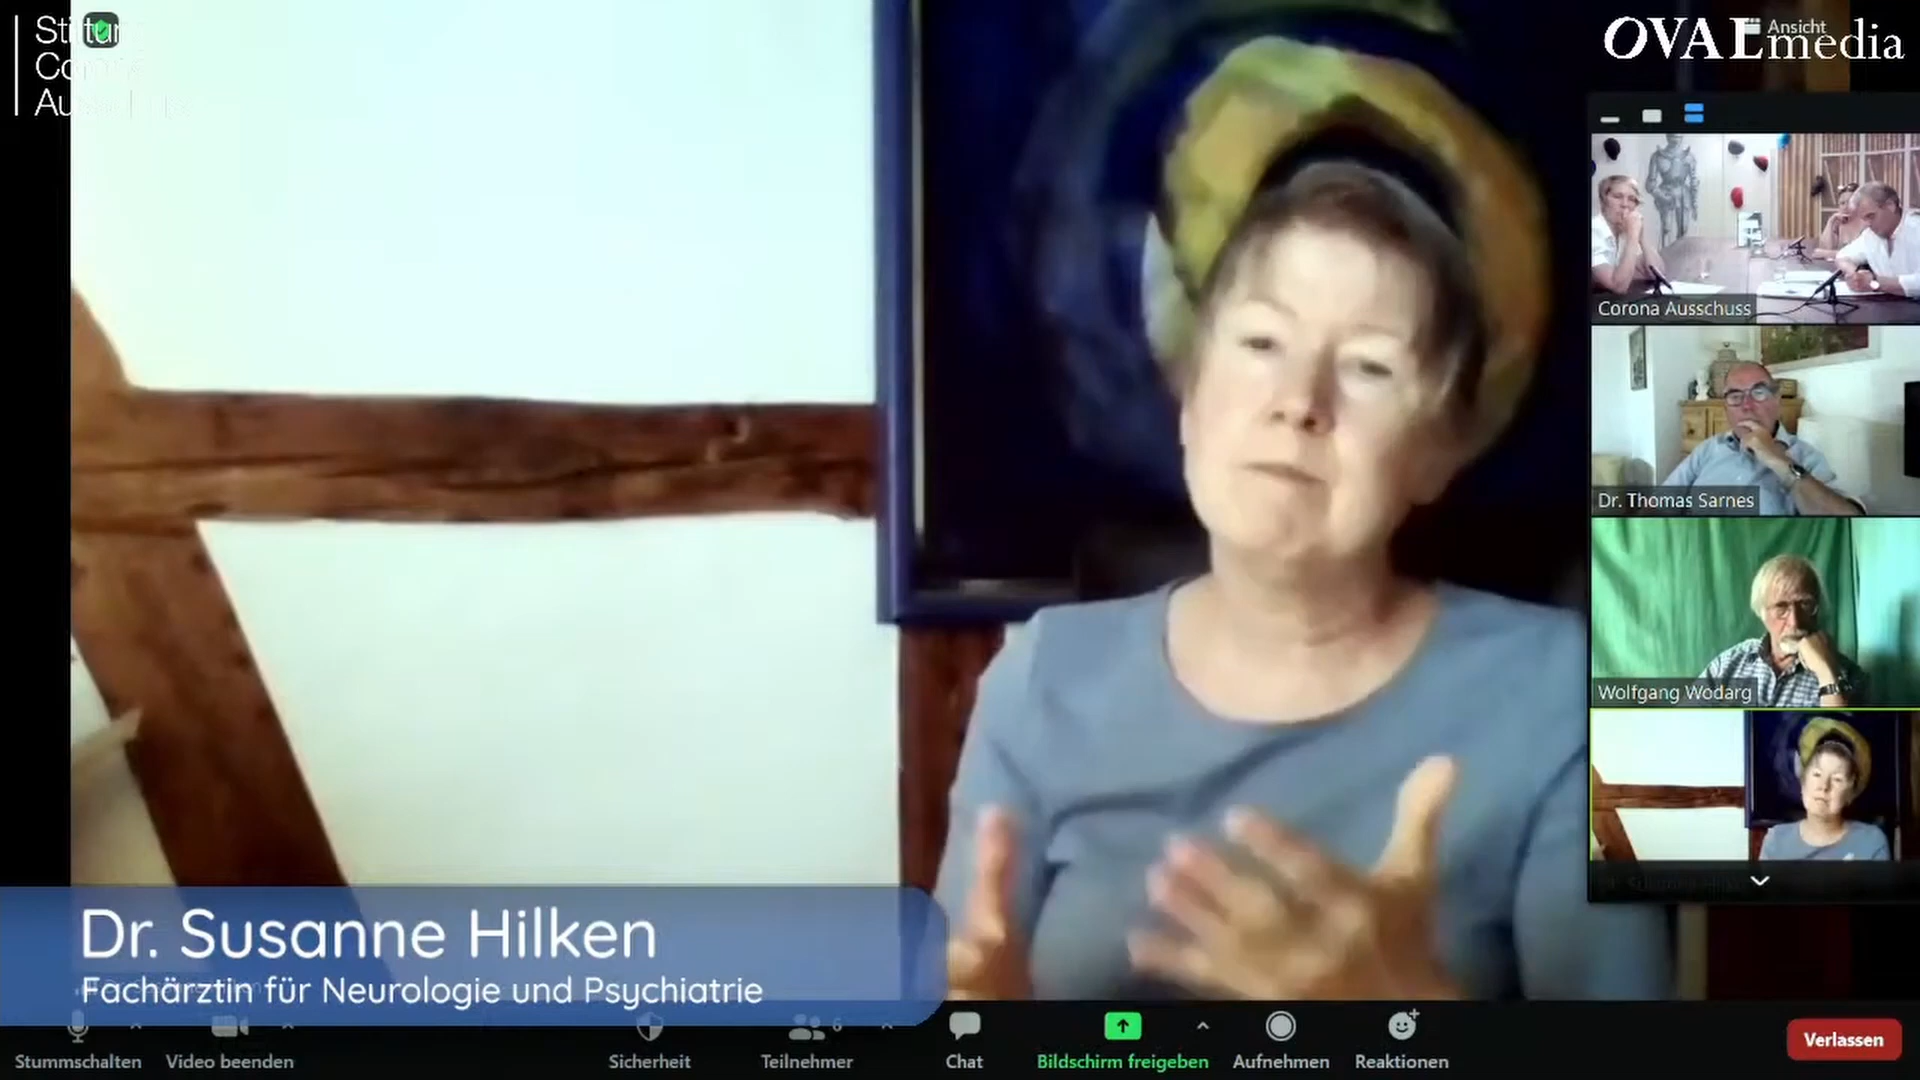 OVALmedia
Ansicht
Corona Ausschuss
Dr. Thomas Sarnes
Wolfgang Wodarg
Dr. Susanne Hilken
Fachärztin für Neurologie und Psychiatrie
Stummschalten
Video beenden
Sicherheit
Teilnehmer
6
Chat
Bildschirm freigeben
Aufnehmen
Reaktionen
Verlassen